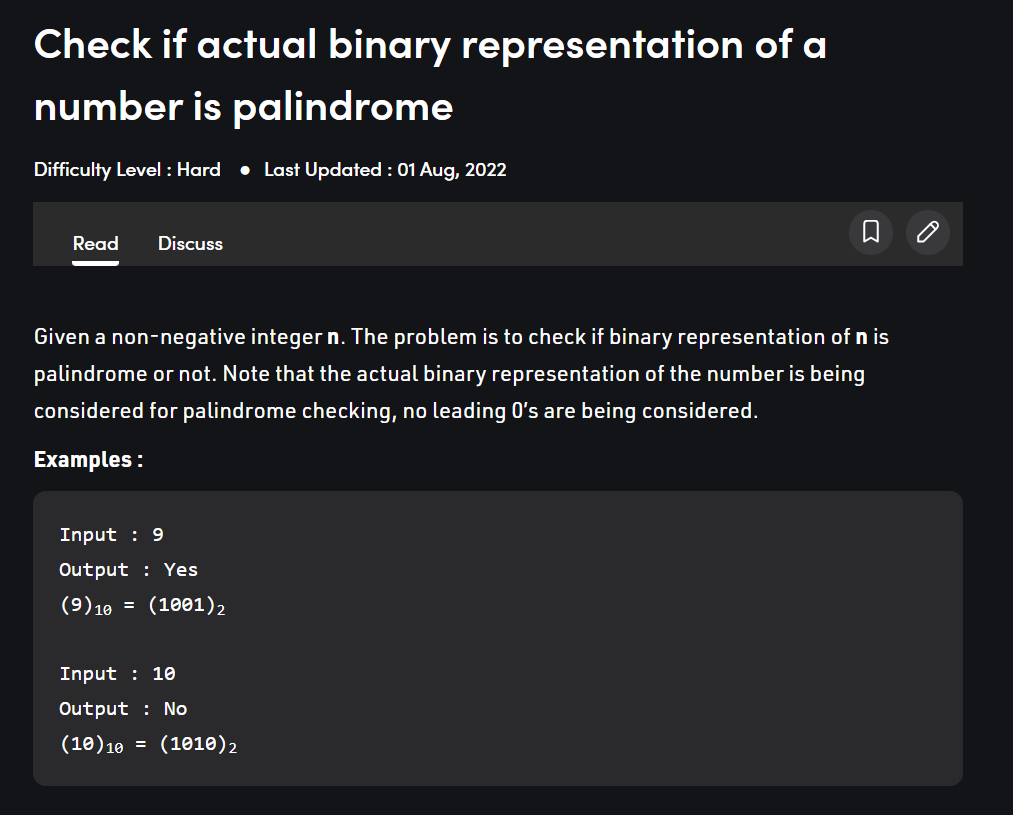 Check if actual binary representation of a
number is palindrome
Difficulty Level : Hard ● Last Updated : 01 Aug, 2022
Read Discuss
Given a non-negative integer n. The problem is to check if binary representation of n is
palindrome or not. Note that the actual binary representation of the number is being
considered for palindrome checking, no leading 0’s are being considered.
Examples :
Input : 9
Output : Yes
(9)₁₀ = (1001)₂
Input : 10
Output : No
(10)₁₀ = (1010)₂